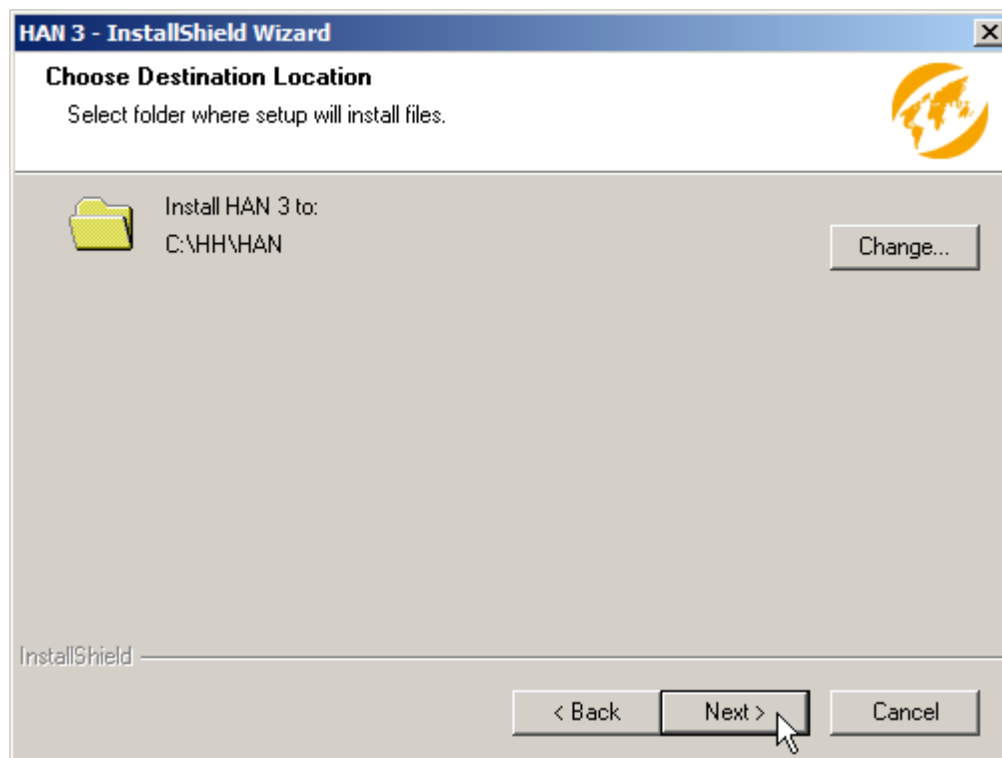 HAN 3 - InstallShield Wizard
Choose Destination Location
Select folder where setup will install files.
Install HAN 3 to:
C:\HH\HAN
Change...
InstallShield
< Back
Next >
Cancel